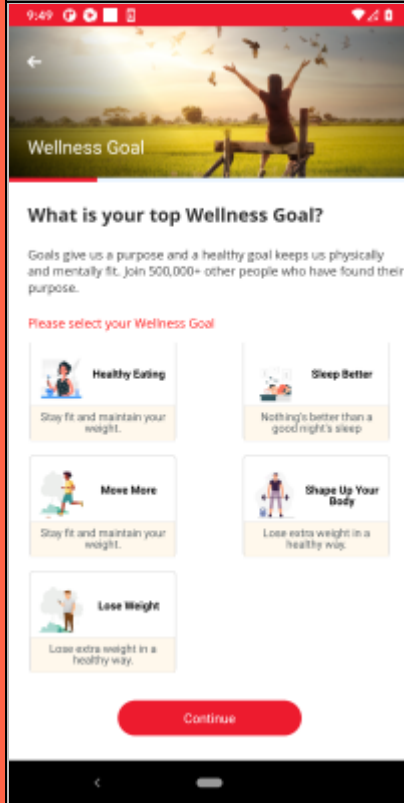 9:49
Wellness Goal
What is your top Wellness Goal?
Goals give us a purpose and a healthy goal keeps us physically
and mentally fit. Join 500,000+ other people who have found their
purpose.
Please select your Wellness Goal
Healthy Eating
Stay fit and maintain your
weight.
Sleep Better
Nothing's better than a
good night's sleep
Move More
Stay fit and maintain your
weight.
Shape Up Your
Body
Lose extra weight in a
healthy way.
Lose Weight
Lose extra weight in a
healthy way.
Continue